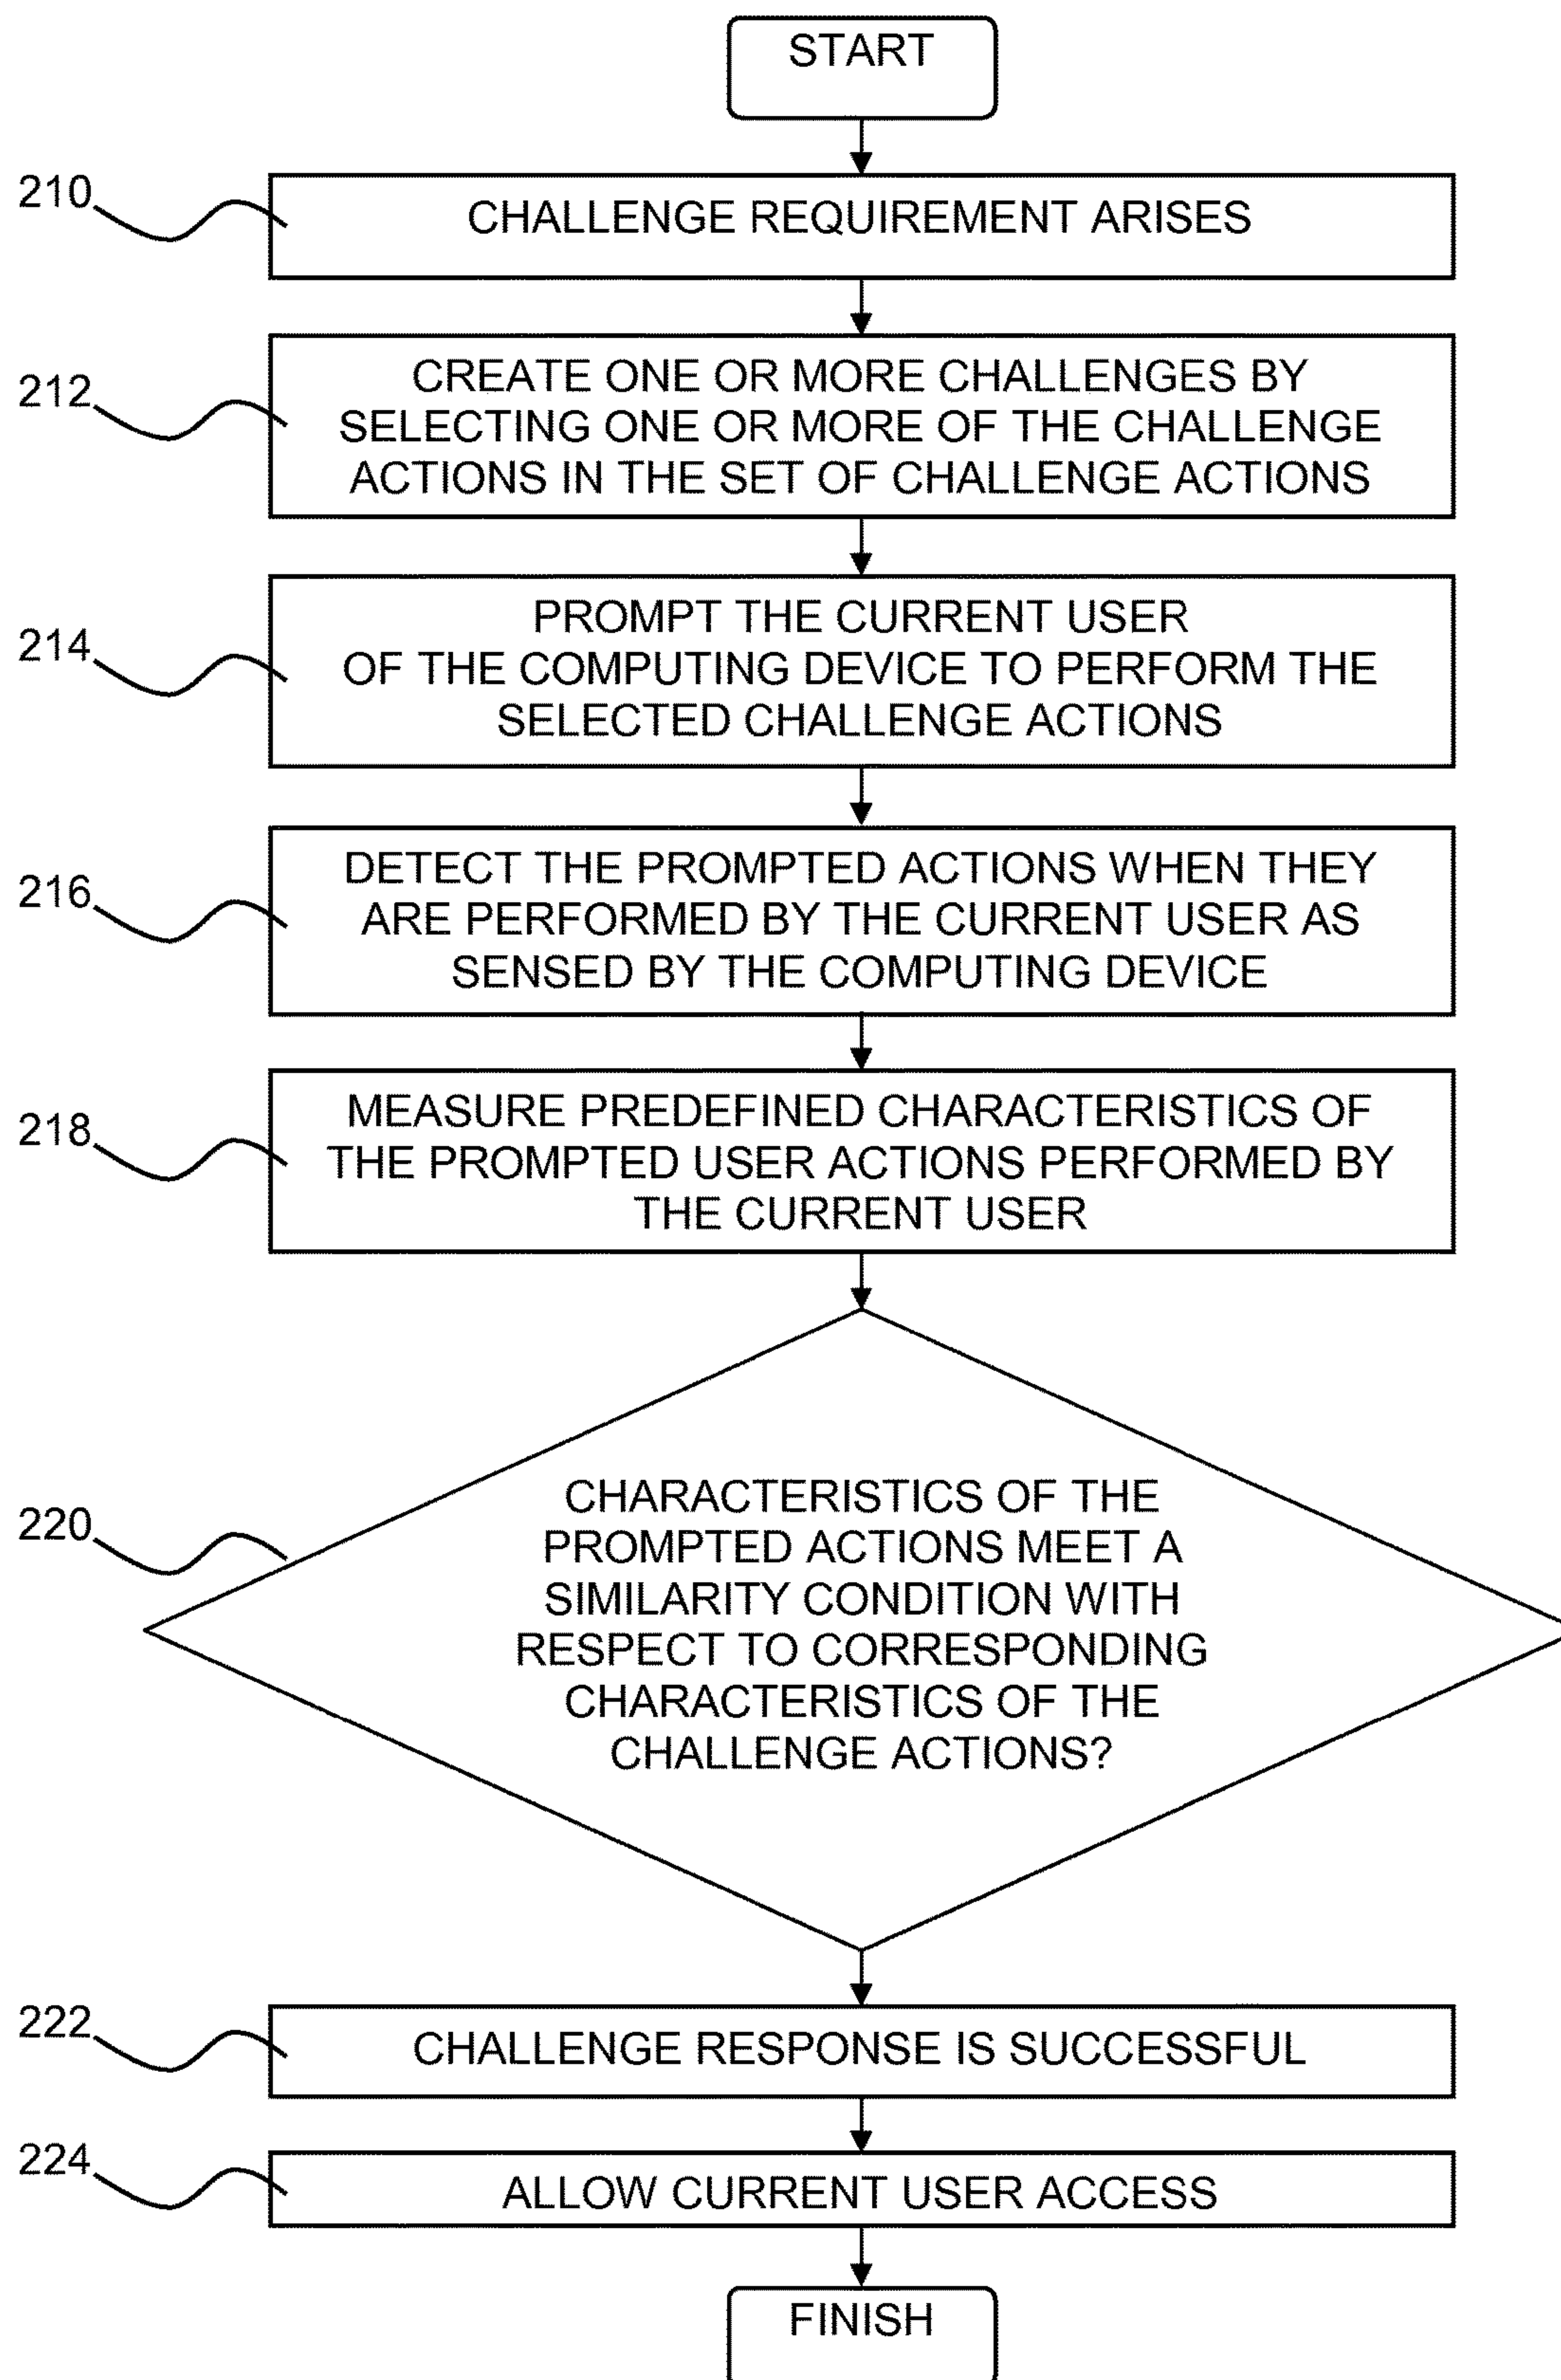 START
210
CHALLENGE REQUIREMENT ARISES
212
CREATE ONE OR MORE CHALLENGES BY
SELECTING ONE OR MORE OF THE CHALLENGE
ACTIONS IN THE SET OF CHALLENGE ACTIONS
214
PROMPT THE CURRENT USER
OF THE COMPUTING DEVICE TO PERFORM THE
SELECTED CHALLENGE ACTIONS
216
DETECT THE PROMPTED ACTIONS WHEN THEY
ARE PERFORMED BY THE CURRENT USER AS
SENSED BY THE COMPUTING DEVICE
218
MEASURE PREDEFINED CHARACTERISTICS OF
THE PROMPTED USER ACTIONS PERFORMED BY
THE CURRENT USER
220
CHARACTERISTICS OF THE
PROMPTED ACTIONS MEET A
SIMILARITY CONDITION WITH
RESPECT TO CORRESPONDING
CHARACTERISTICS OF THE
CHALLENGE ACTIONS?
222
CHALLENGE RESPONSE IS SUCCESSFUL
224
ALLOW CURRENT USER ACCESS
FINISH